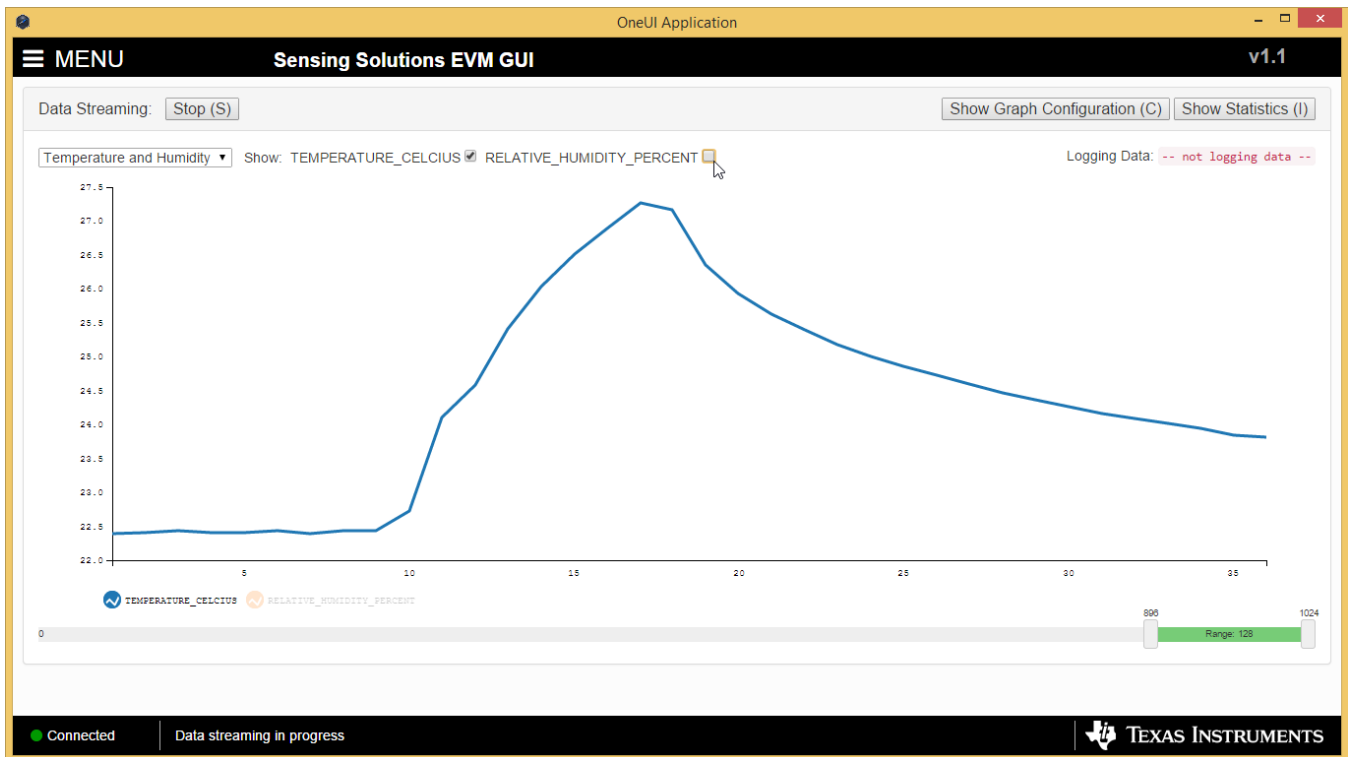 OneUI Application
MENU Sensing Solutions EVM GUI v1.1
Data Streaming: Stop (S) Show Graph Configuration (C) Show Statistics (I)
Temperature and Humidity Show: TEMPERATURE_CELCIUS RELATIVE_HUMIDITY_PERCENT Logging Data: -- not logging data --
27.5
27.0
26.5
26.0
25.5
25.0
24.5
24.0
23.5
23.0
22.5
22.0
5 10 15 20 25 30 35
TEMPERATURE_CELCIUS RELATIVE_HUMIDITY_PERCENT
896 1024
0 Range: 128
Connected Data streaming in progress TEXAS INSTRUMENTS